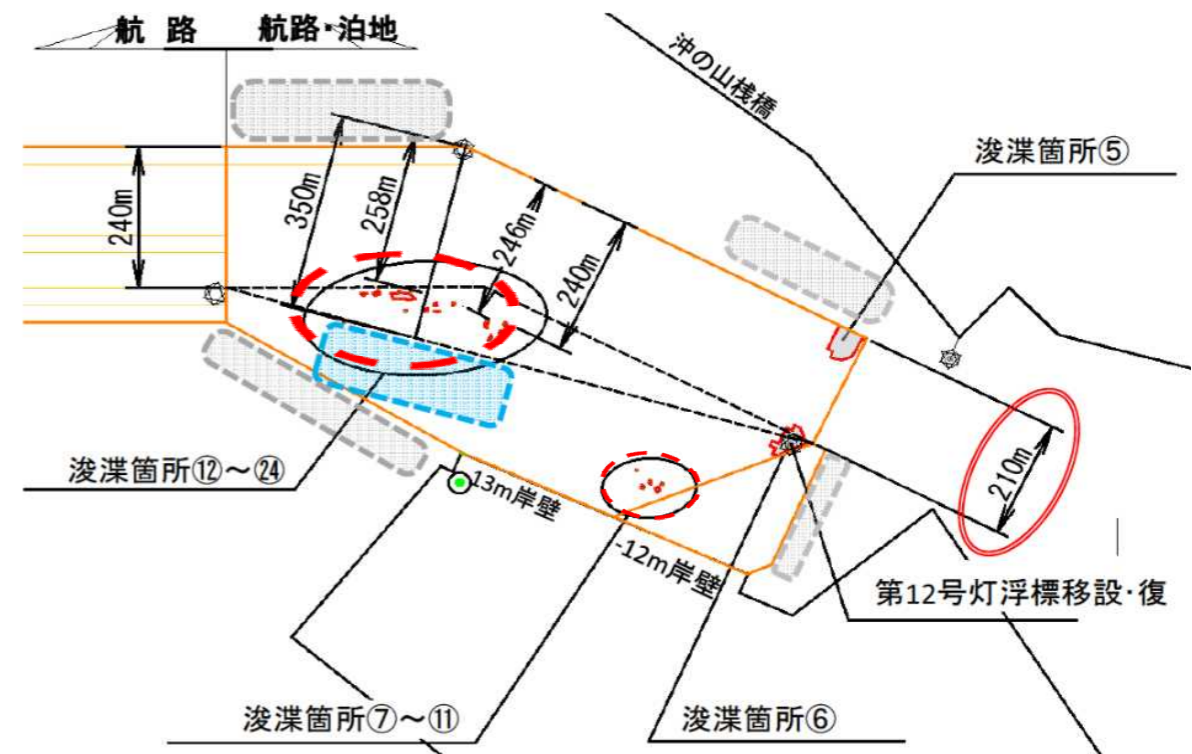 航 路 航路・泊地
沖の山桟橋
浚渫箇所⑤
240m
350m
258m
246m
240m
210m
浚渫箇所⑫～㉔
-13m岸壁
-12m岸壁
第12号灯浮標移設・復
浚渫箇所⑦～⑪
浚渫箇所⑥